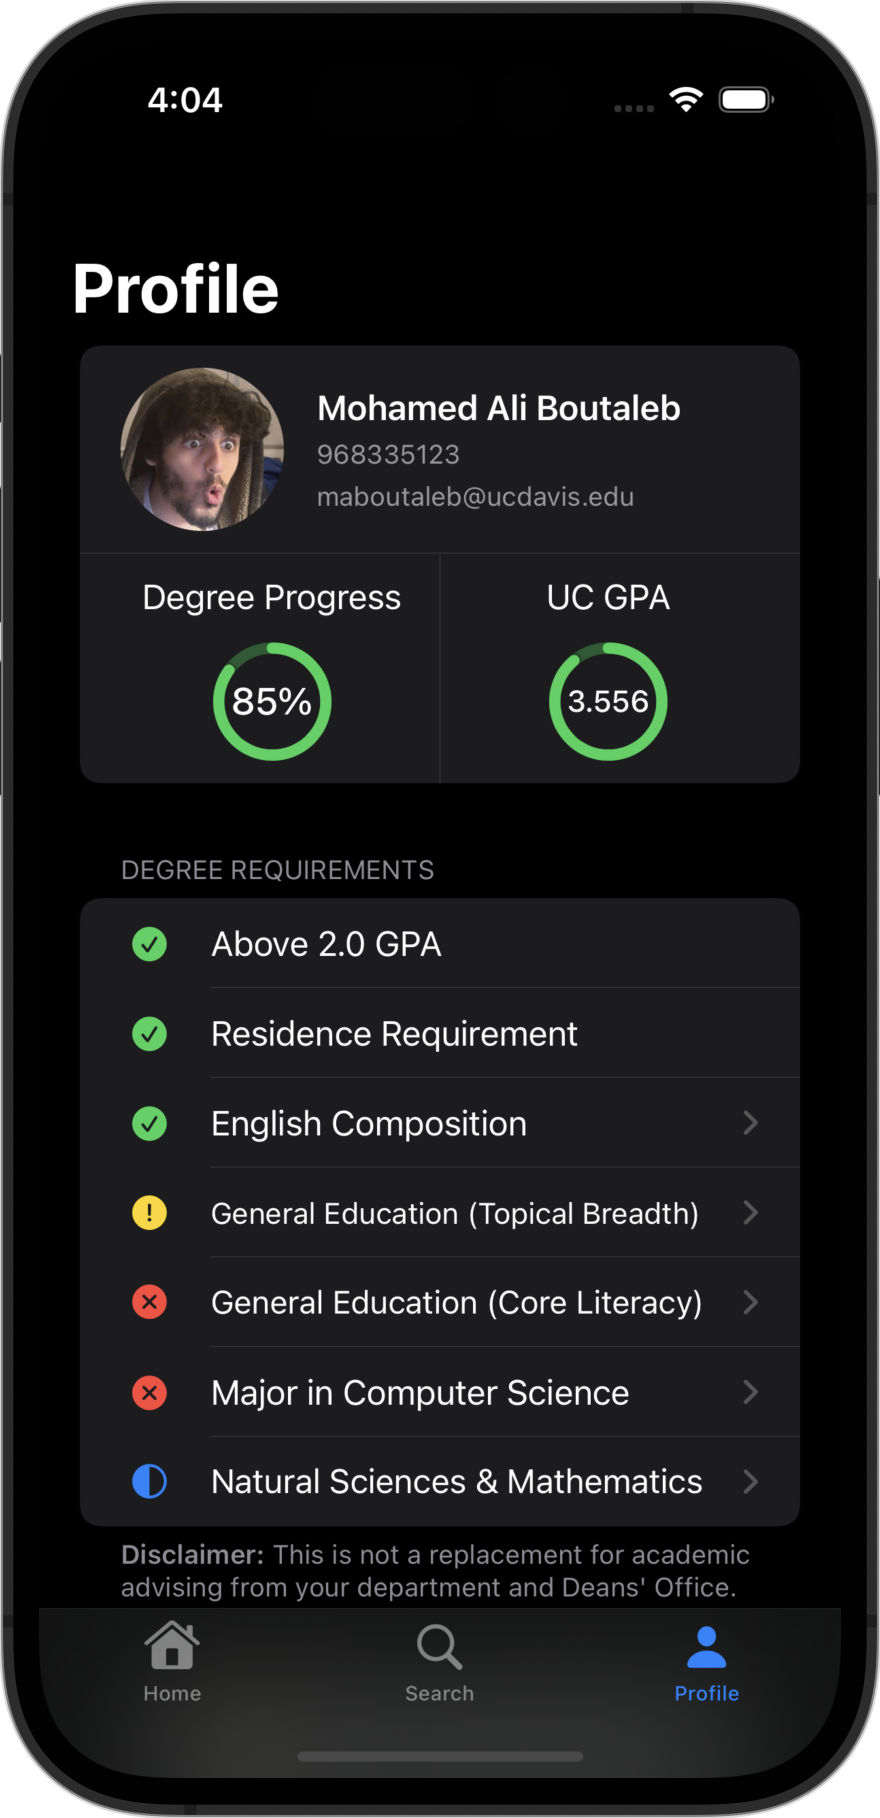 4:04
Profile
Mohamed Ali Boutaleb
968335123
maboutaleb@ucdavis.edu
Degree Progress
UC GPA
85%
3.556
DEGREE REQUIREMENTS
Above 2.0 GPA
Residence Requirement
English Composition
General Education (Topical Breadth)
General Education (Core Literacy)
Major in Computer Science
Natural Sciences & Mathematics
Disclaimer: This is not a replacement for academic
advising from your department and Deans' Office.
Home
Search
Profile